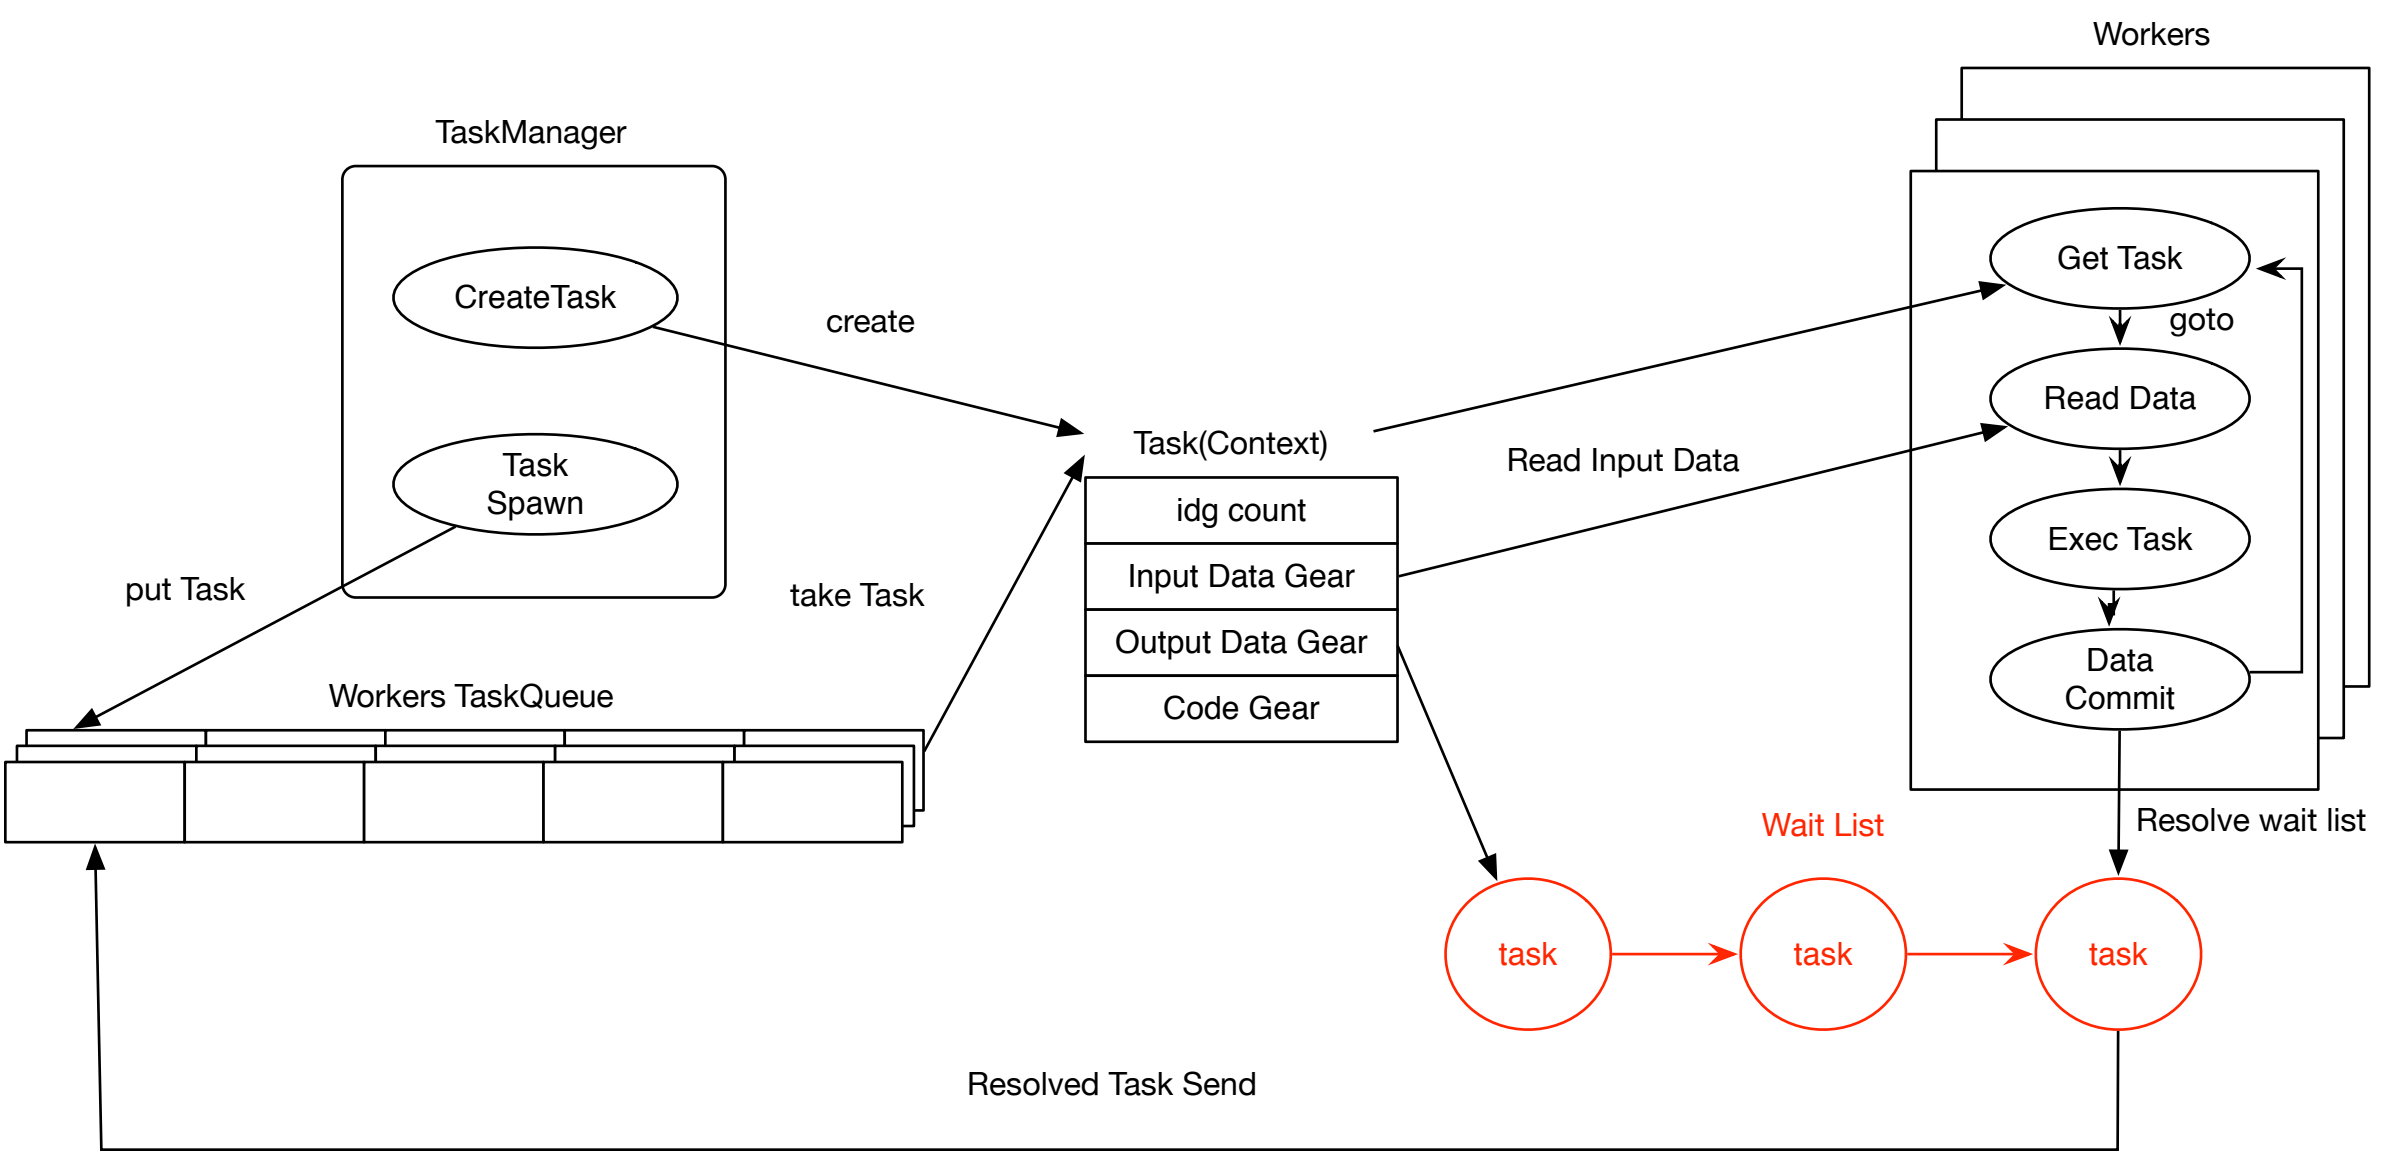 Workers
TaskManager
CreateTask
Task
Spawn
create
put Task
take Task
Workers TaskQueue
Task(Context)
idg count
Input Data Gear
Output Data Gear
Code Gear
Read Input Data
Get Task
goto
Read Data
Exec Task
Data
Commit
Resolve wait list
Wait List
task
task
task
Resolved Task Send